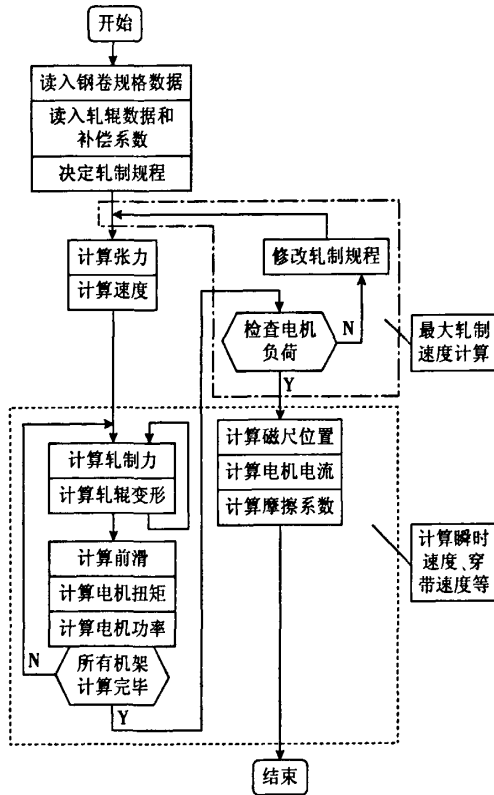 开始
读入钢卷规格数据
读入轧辊数据和
补偿系数
决定轧制规程
计算张力
计算速度
修改轧制规程
检查电机
负荷
N
Y
最大轧制
速度计算
计算轧制力
计算轧辊变形
计算前滑
计算电机扭矩
计算电机功率
所有机架
计算完毕
N
Y
计算磁尺位置
计算电机电流
计算摩擦系数
计算瞬时
速度、穿
带速度等
结束